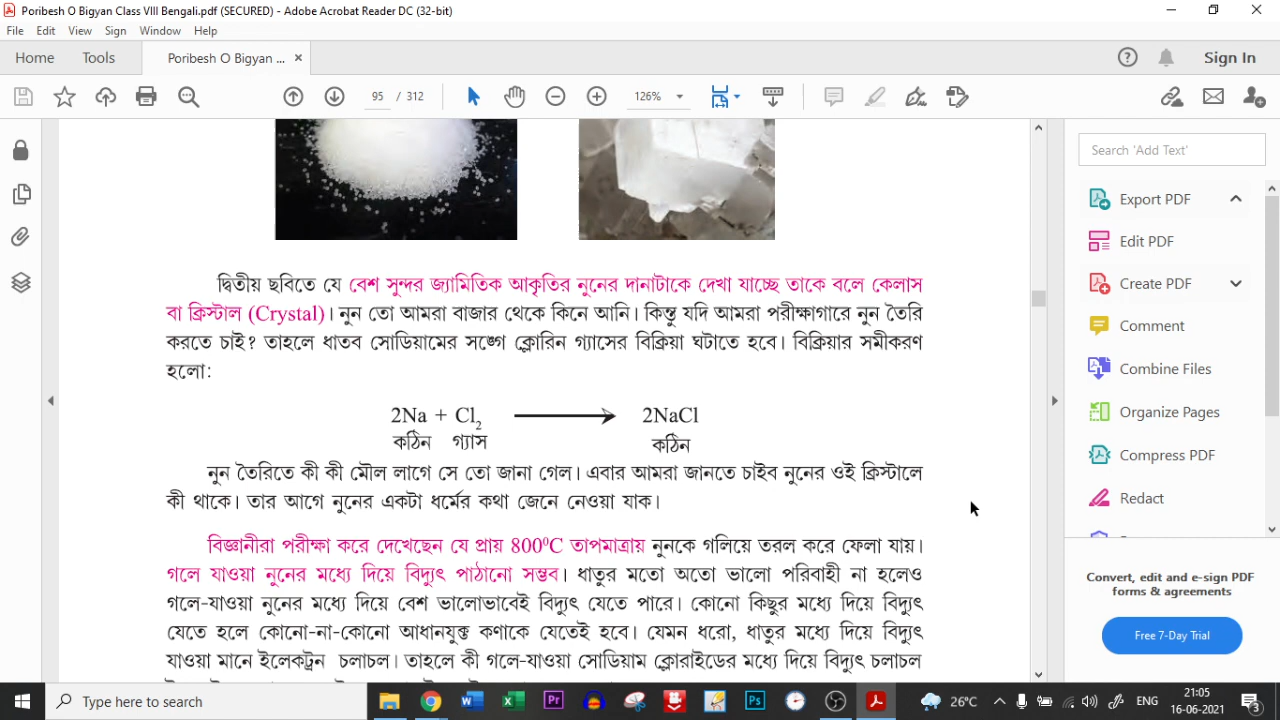 Poribesh O Bigyan Class VIII Bengali.pdf (SECURED) - Adobe Acrobat Reader DC (32-bit)
File Edit View Sign Window Help
Home Tools Poribesh O Bigyan ... × Sign In
95 / 312 126%
Search 'Add Text'
Export PDF
Edit PDF
Create PDF
Comment
Combine Files
Organize Pages
Compress PDF
Redact
Convert, edit and e-sign PDF
forms & agreements
Free 7-Day Trial
দ্বিতীয় ছবিতে যে বেশ সুন্দর জ্যামিতিক আকৃতির নুনের দানাটাকে দেখা যাচ্ছে তাকে বলে কেলাস
বা ক্রিস্টাল (Crystal)। নুন তো আমরা বাজার থেকে কিনে আনি। কিন্তু যদি আমরা পরীক্ষাগারে নুন তৈরি
করতে চাই? তাহলে ধাতব সোডিয়ামের সঙ্গে ক্লোরিন গ্যাসের বিক্রিয়া ঘটাতে হবে। বিক্রিয়ার সমীকরণ
হলো:
2Na + Cl₂ ⟶ 2NaCl
কঠিন গ্যাস কঠিন
নুন তৈরিতে কী কী মৌল লাগে সে তো জানা গেল। এবার আমরা জানতে চাইব নুনের ওই ক্রিস্টালে
কী থাকে। তার আগে নুনের একটা ধর্মের কথা জেনে নেওয়া যাক।
বিজ্ঞানীরা পরীক্ষা করে দেখেছেন যে প্রায় 800⁰C তাপমাত্রায় নুনকে গলিয়ে তরল করে ফেলা যায়।
গলে যাওয়া নুনের মধ্যে দিয়ে বিদ্যুৎ পাঠানো সম্ভব। ধাতুর মতো অতো ভালো পরিবাহী না হলেও
গলে-যাওয়া নুনের মধ্যে দিয়ে বেশ ভালোভাবেই বিদ্যুৎ যেতে পারে। কোনো কিছুর মধ্যে দিয়ে বিদ্যুৎ
যেতে হলে কোনো-না-কোনো আধানযুক্ত কণাকে যেতেই হবে। যেমন ধরো, ধাতুর মধ্যে দিয়ে বিদ্যুৎ
যাওয়া মানে ইলেকট্রন চলাচল। তাহলে কী গলে-যাওয়া সোডিয়াম ক্লোরাইডের মধ্যে দিয়ে বিদ্যুৎ চলাচল
Type here to search
26°C ENG 21:05
16-06-2021 3